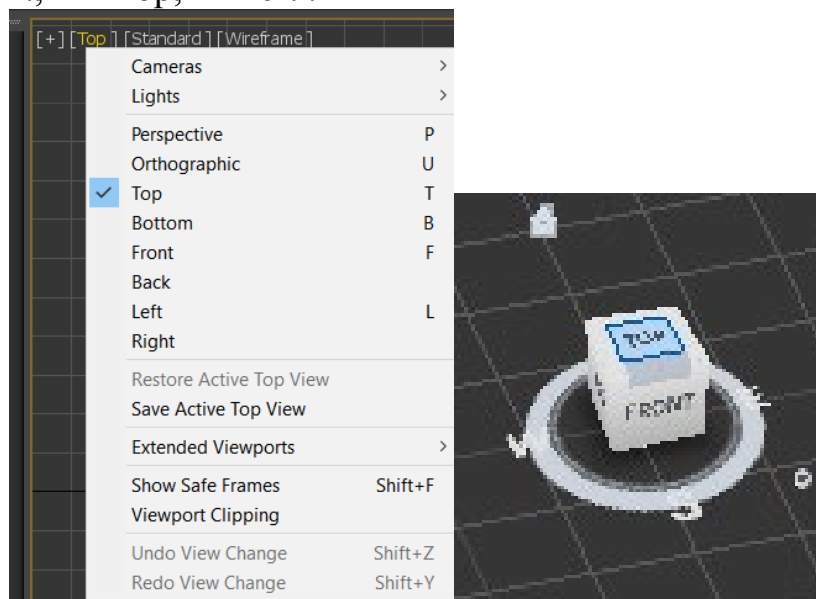 [+] [Top ] [Standard ] [Wireframe ]
Cameras >
Lights >
Perspective P
Orthographic U
Top T
Bottom B
Front F
Back
Left L
Right
Restore Active Top View
Save Active Top View
Extended Viewports >
Show Safe Frames Shift+F
Viewport Clipping
Undo View Change Shift+Z
Redo View Change Shift+Y
TOP
FRONT
W
E
S